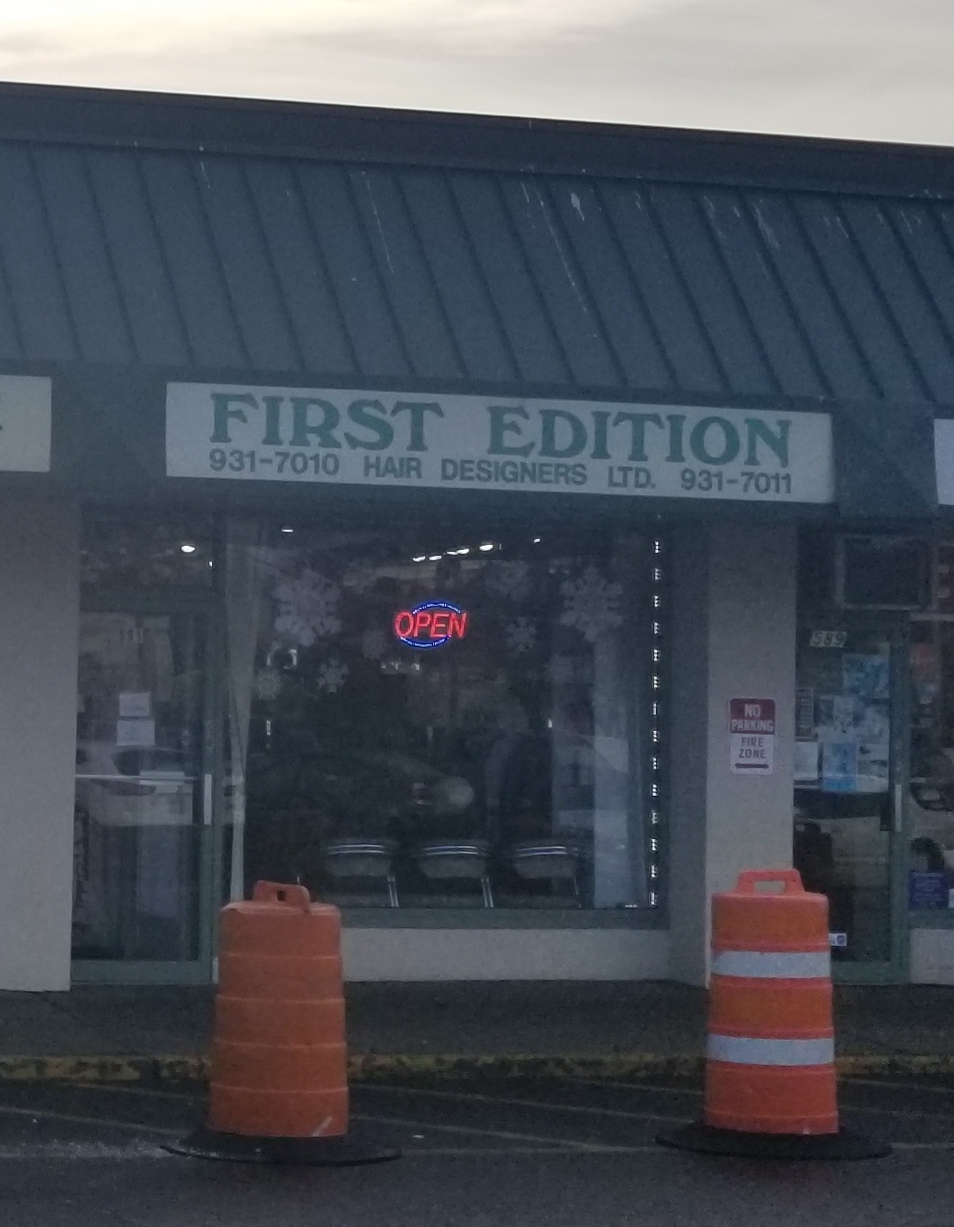 FIRST EDITION
931-7010 HAIR DESIGNERS LTD. 931-7011
OPEN
589
NO
PARKING
FIRE
ZONE